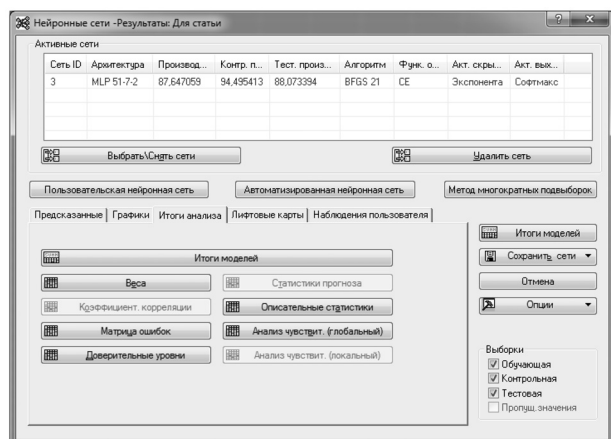 Нейронные сети -Результаты: Для статьи
Активные сети
Сеть ID Архитектура Производ... Контр. п... Тест. произ... Алгоритм Функ. о... Акт. скры... Акт. вых...
3 MLP 51-7-2 87,647059 94,495413 88,073394 BFGS 21 CE Экспонента Софтмакс
Выбрать\Снять сети Удалить сеть
Пользовательская нейронная сеть Автоматизированная нейронная сеть Метод многократных подвыборок
Предсказанные Графики Итоги анализа Лифтовые карты Наблюдения пользователя
Итоги моделей
Итоги моделей
Сохранить сети
Веса Статистики прогноза
Отмена
Коэффициент. корреляции Описательные статистики
Опции
Матрица ошибок Анализ чувствит. (глобальный)
Доверительные уровни Анализ чувствит. (локальный)
Выборки
Обучающая
Контрольная
Тестовая
Пропущ.значения